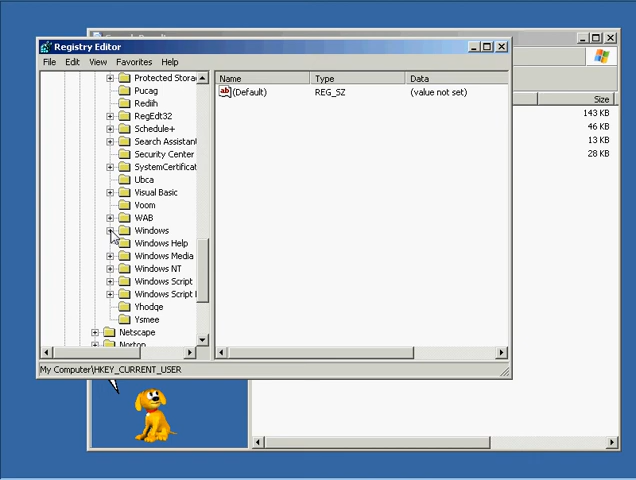 Registry Editor
File Edit View Favorites Help
Name Type Data
(Default) REG_SZ (value not set)
Protected Stora
Pucag
Rediih
RegEdt32
Schedule+
Search Assistant
Security Center
SystemCertificat
Ubca
Visual Basic
Voom
WAB
Windows
Windows Help
Windows Media
Windows NT
Windows Script
Windows Script
Yhodqe
Ysmee
Netscape
Norton
My Computer\HKEY_CURRENT_USER
Size
143 KB
46 KB
13 KB
28 KB